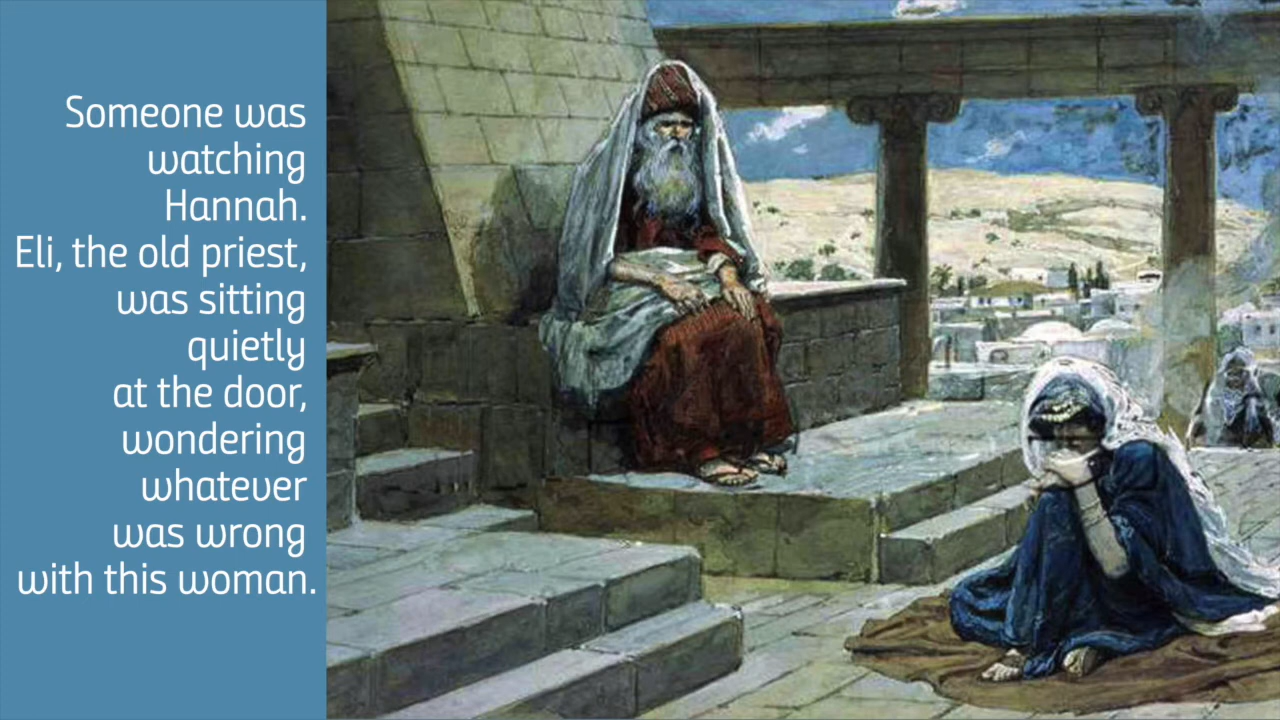 Someone was
watching
Hannah.
Eli, the old priest,
was sitting
quietly
at the door,
wondering
whatever
was wrong
with this woman.